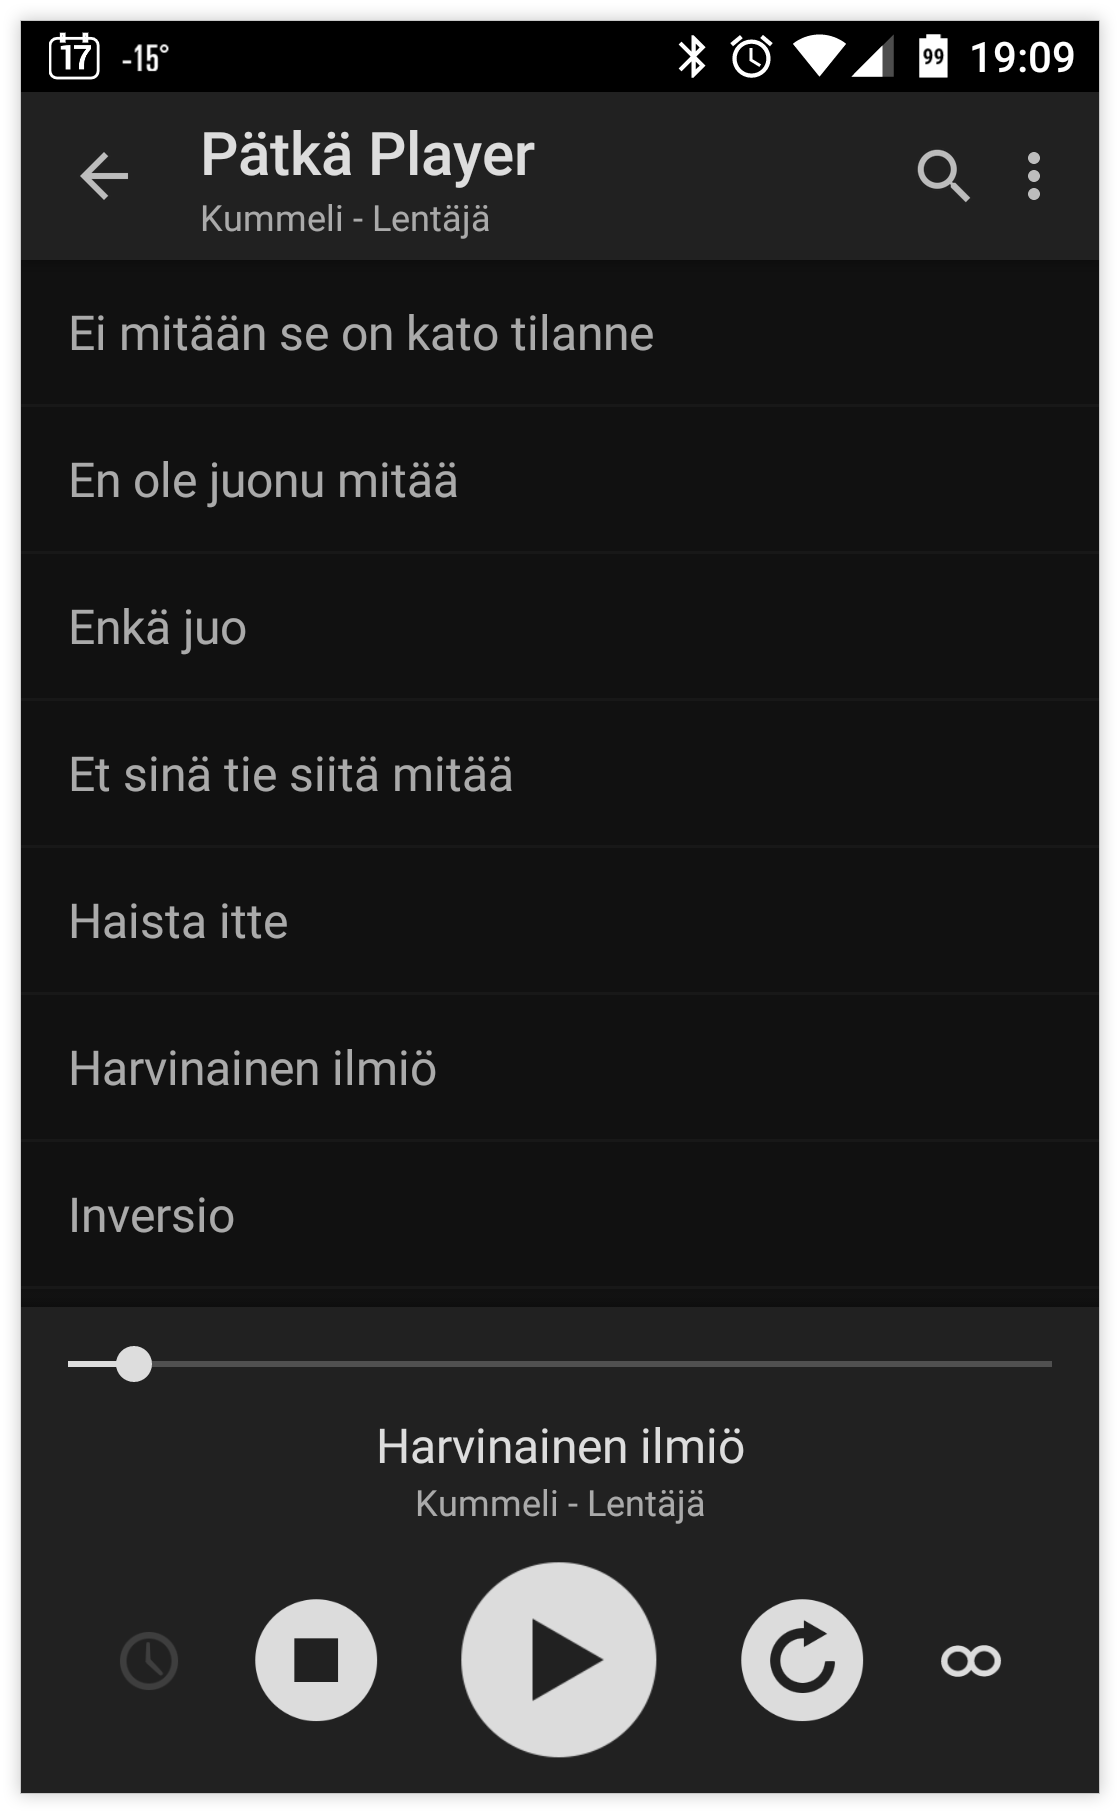 17 -15° 99 19:09
Pätkä Player
Kummeli - Lentäjä
Ei mitään se on kato tilanne
En ole juonu mitää
Enkä juo
Et sinä tie siitä mitää
Haista itte
Harvinainen ilmiö
Inversio
Harvinainen ilmiö
Kummeli - Lentäjä